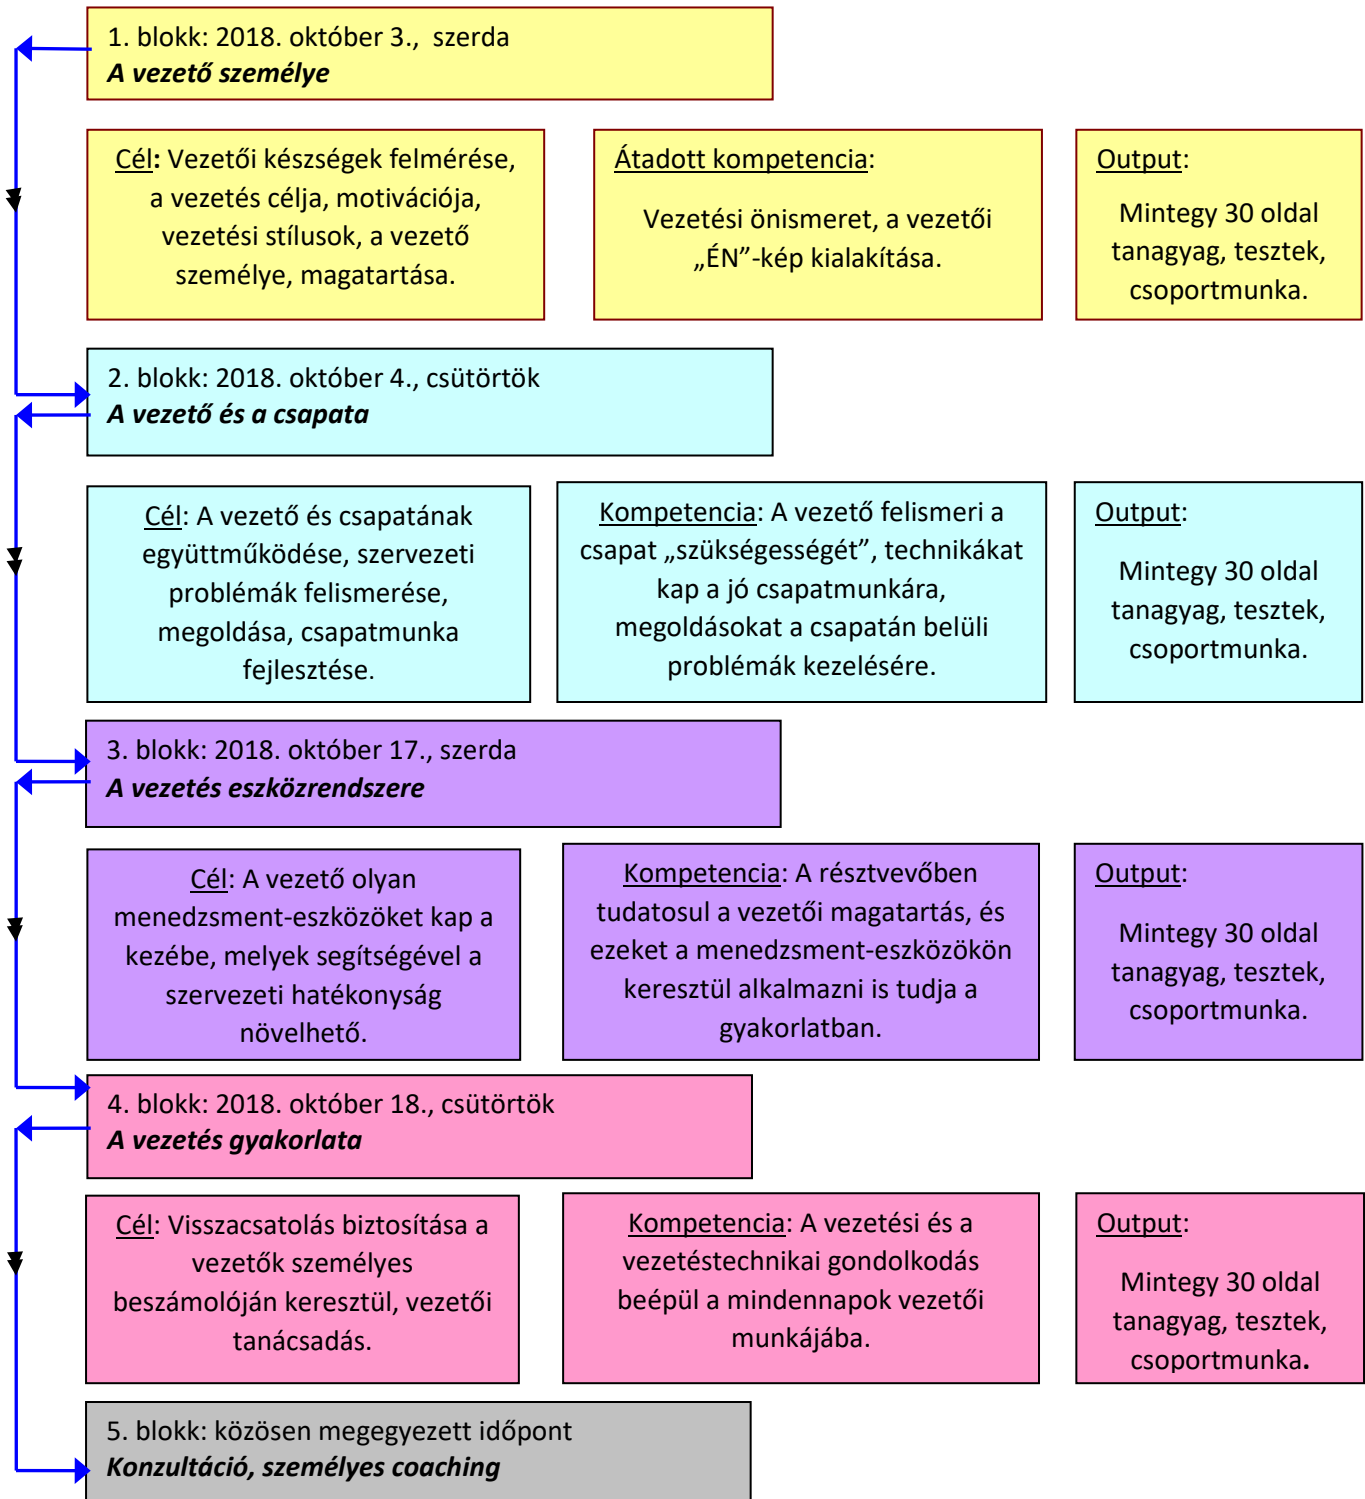 1. blokk: 2018. október 3.,  szerda
A vezető személye
Cél: Vezetői készségek felmérése,
a vezetés célja, motivációja,
vezetési stílusok, a vezető
személye, magatartása.
Átadott kompetencia:
Vezetési önismeret, a vezetői
„ÉN”-kép kialakítása.
Output:
Mintegy 30 oldal
tanagyag, tesztek,
csoportmunka.
2. blokk: 2018. október 4., csütörtök
A vezető és a csapata
Cél: A vezető és csapatának
együttműködése, szervezeti
problémák felismerése,
megoldása, csapatmunka
fejlesztése.
Kompetencia: A vezető felismeri a
csapat „szükségességét”, technikákat
kap a jó csapatmunkára,
megoldásokat a csapatán belüli
problémák kezelésére.
Output:
Mintegy 30 oldal
tanagyag, tesztek,
csoportmunka.
3. blokk: 2018. október 17., szerda
A vezetés eszközrendszere
Cél: A vezető olyan
menedzsment-eszközöket kap a
kezébe, melyek segítségével a
szervezeti hatékonyság
növelhető.
Kompetencia: A résztvevőben
tudatosul a vezetői magatartás, és
ezeket a menedzsment-eszközökön
keresztül alkalmazni is tudja a
gyakorlatban.
Output:
Mintegy 30 oldal
tanagyag, tesztek,
csoportmunka.
4. blokk: 2018. október 18., csütörtök
A vezetés gyakorlata
Cél: Visszacsatolás biztosítása a
vezetők személyes
beszámolóján keresztül, vezetői
tanácsadás.
Kompetencia: A vezetési és a
vezetéstechnikai gondolkodás
beépül a mindennapok vezetői
munkájába.
Output:
Mintegy 30 oldal
tanagyag, tesztek,
csoportmunka.
5. blokk: közösen megegyezett időpont
Konzultáció, személyes coaching